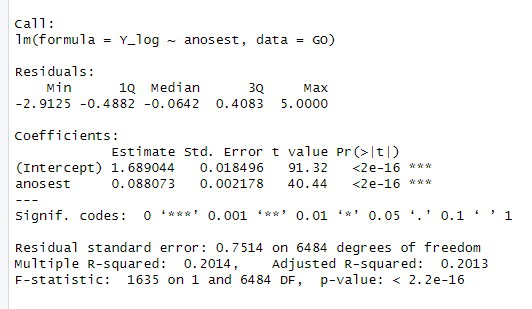 Call:
lm(formula = Y_log ~ anosest, data = GO)
Residuals:
    Min      1Q  Median      3Q     Max
-2.9125 -0.4882 -0.0642  0.4083  5.0000
Coefficients:
            Estimate Std. Error t value Pr(>|t|)
(Intercept) 1.689044   0.018496   91.32   <2e-16 ***
anosest     0.088073   0.002178   40.44   <2e-16 ***
---
Signif. codes:  0 ‘***’ 0.001 ‘**’ 0.01 ‘*’ 0.05 ‘.’ 0.1 ‘ ’ 1
Residual standard error: 0.7514 on 6484 degrees of freedom
Multiple R-squared:  0.2014,    Adjusted R-squared:  0.2013
F-statistic:  1635 on 1 and 6484 DF,  p-value: < 2.2e-16